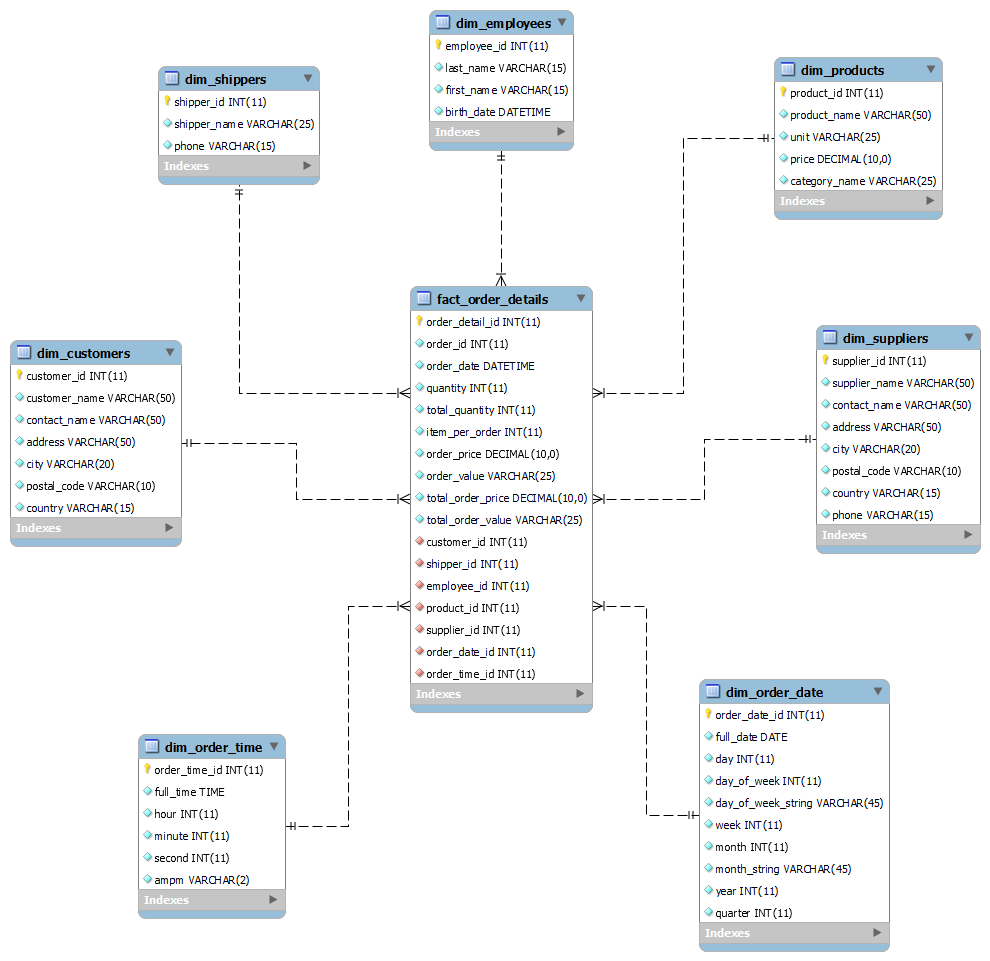 dim_employees
employee_id INT(11)
last_name VARCHAR(15)
first_name VARCHAR(15)
birth_date DATETIME
Indexes
dim_shippers
shipper_id INT(11)
shipper_name VARCHAR(25)
phone VARCHAR(15)
Indexes
dim_products
product_id INT(11)
product_name VARCHAR(50)
unit VARCHAR(25)
price DECIMAL(10,0)
category_name VARCHAR(25)
Indexes
fact_order_details
order_detail_id INT(11)
order_id INT(11)
order_date DATETIME
quantity INT(11)
total_quantity INT(11)
item_per_order INT(11)
order_price DECIMAL(10,0)
order_value VARCHAR(25)
total_order_price DECIMAL(10,0)
total_order_value VARCHAR(25)
customer_id INT(11)
shipper_id INT(11)
employee_id INT(11)
product_id INT(11)
supplier_id INT(11)
order_date_id INT(11)
order_time_id INT(11)
Indexes
dim_customers
customer_id INT(11)
customer_name VARCHAR(50)
contact_name VARCHAR(50)
address VARCHAR(50)
city VARCHAR(20)
postal_code VARCHAR(10)
country VARCHAR(15)
Indexes
dim_suppliers
supplier_id INT(11)
supplier_name VARCHAR(50)
contact_name VARCHAR(50)
address VARCHAR(50)
city VARCHAR(20)
postal_code VARCHAR(10)
country VARCHAR(15)
phone VARCHAR(15)
Indexes
dim_order_time
order_time_id INT(11)
full_time TIME
hour INT(11)
minute INT(11)
second INT(11)
ampm VARCHAR(2)
Indexes
dim_order_date
order_date_id INT(11)
full_date DATE
day INT(11)
day_of_week INT(11)
day_of_week_string VARCHAR(45)
week INT(11)
month INT(11)
month_string VARCHAR(45)
year INT(11)
quarter INT(11)
Indexes